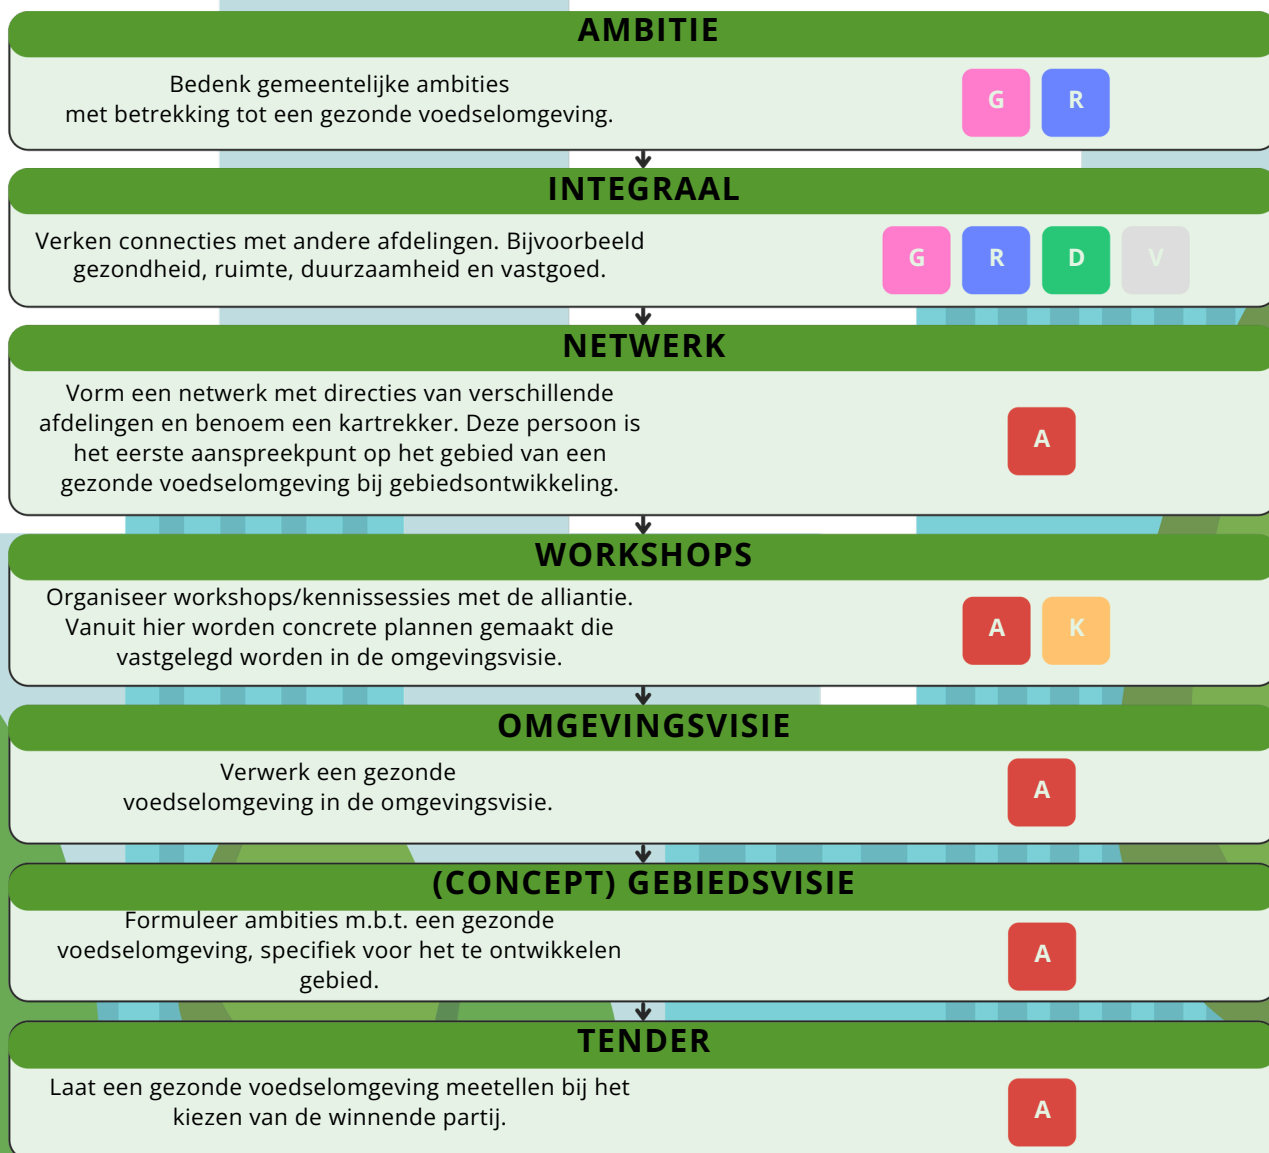 AMBITIE
Bedenk gemeentelijke ambities
met betrekking tot een gezonde voedselomgeving.
G R
INTEGRAAL
Verken connecties met andere afdelingen. Bijvoorbeeld
gezondheid, ruimte, duurzaamheid en vastgoed.
G R D V
NETWERK
Vorm een netwerk met directies van verschillende
afdelingen en benoem een kartrekker. Deze persoon is
het eerste aanspreekpunt op het gebied van een
gezonde voedselomgeving bij gebiedsontwikkeling.
A
WORKSHOPS
Organiseer workshops/kennissessies met de alliantie.
Vanuit hier worden concrete plannen gemaakt die
vastgelegd worden in de omgevingsvisie.
A K
OMGEVINGSVISIE
Verwerk een gezonde
voedselomgeving in de omgevingsvisie.
A
(CONCEPT) GEBIEDSVISIE
Formuleer ambities m.b.t. een gezonde
voedselomgeving, specifiek voor het te ontwikkelen
gebied.
A
TENDER
Laat een gezonde voedselomgeving meetellen bij het
kiezen van de winnende partij.
A